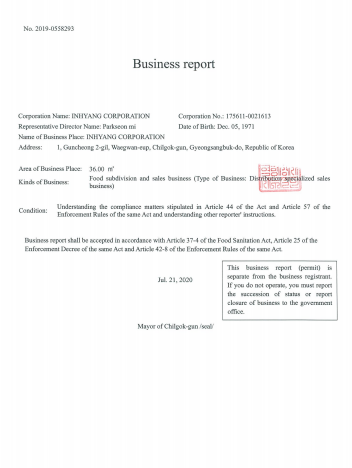 No. 2019-0558293
Business report
Corporation Name: INHYANG CORPORATION Corporation No.: 175611-0021613
Representative Director Name: Parkseon mi Date of Birth: Dec. 05, 1971
Name of Business Place: INHYANG CORPORATION
Address: 1, Guncheong 2-gil, Waegwan-eup, Chilgok-gun, Gyeongsangbuk-do, Republic of Korea
Area of Business Place: 36.00 ㎡
Kinds of Business: Food subdivision and sales business (Type of Business: Distribution specialized sales
business)
Condition: Understanding the compliance matters stipulated in Article 44 of the Act and Article 57 of the
Enforcement Rules of the same Act and understanding other reporter' instructions.
Business report shall be accepted in accordance with Article 37-4 of the Food Sanitation Act, Article 25 of the
Enforcement Decree of the same Act and Article 42-8 of the Enforcement Rules of the same Act.
Jul. 21, 2020
This business report (permit) is
separate from the business registrant.
If you do not operate, you must report
the succession of status or report
closure of business to the government
office.
Mayor of Chilgok-gun /seal/